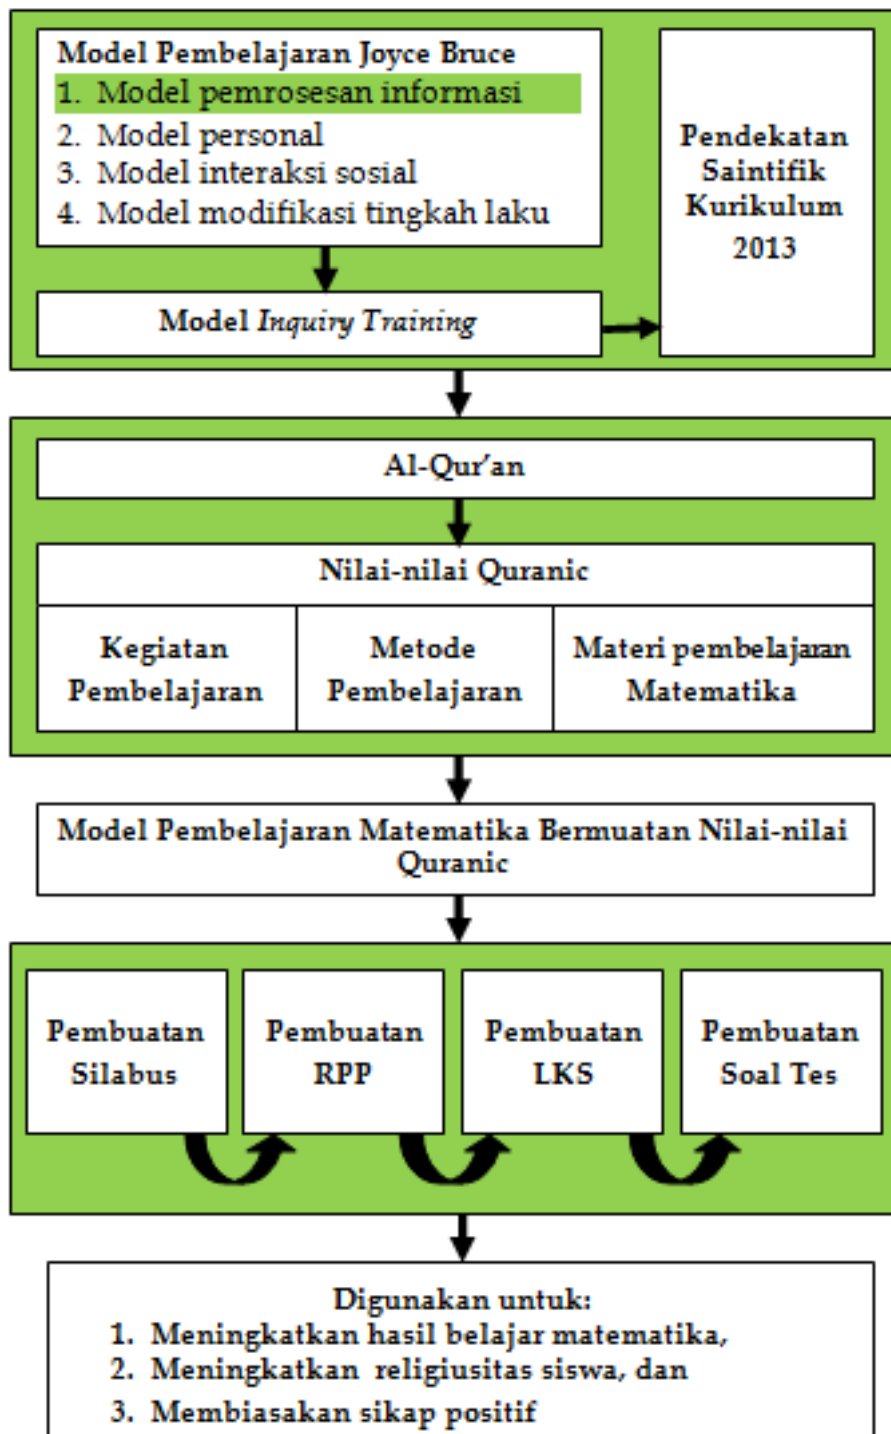 Model Pembelajaran Joyce Bruce
1. Model pemrosesan informasi
2. Model personal
3. Model interaksi sosial
4. Model modifikasi tingkah laku
Pendekatan
Saintifik
Kurikulum
2013
Model Inquiry Training
Al-Qur'an
Nilai-nilai Quranic
Kegiatan
Pembelajaran
Metode
Pembelajaran
Materi pembelajaran
Matematika
Model Pembelajaran Matematika Bermuatan Nilai-nilai
Quranic
Pembuatan
Silabus
Pembuatan
RPP
Pembuatan
LKS
Pembuatan
Soal Tes
Digunakan untuk:
1. Meningkatkan hasil belajar matematika,
2. Meningkatkan religiusitas siswa, dan
3. Membiasakan sikap positif